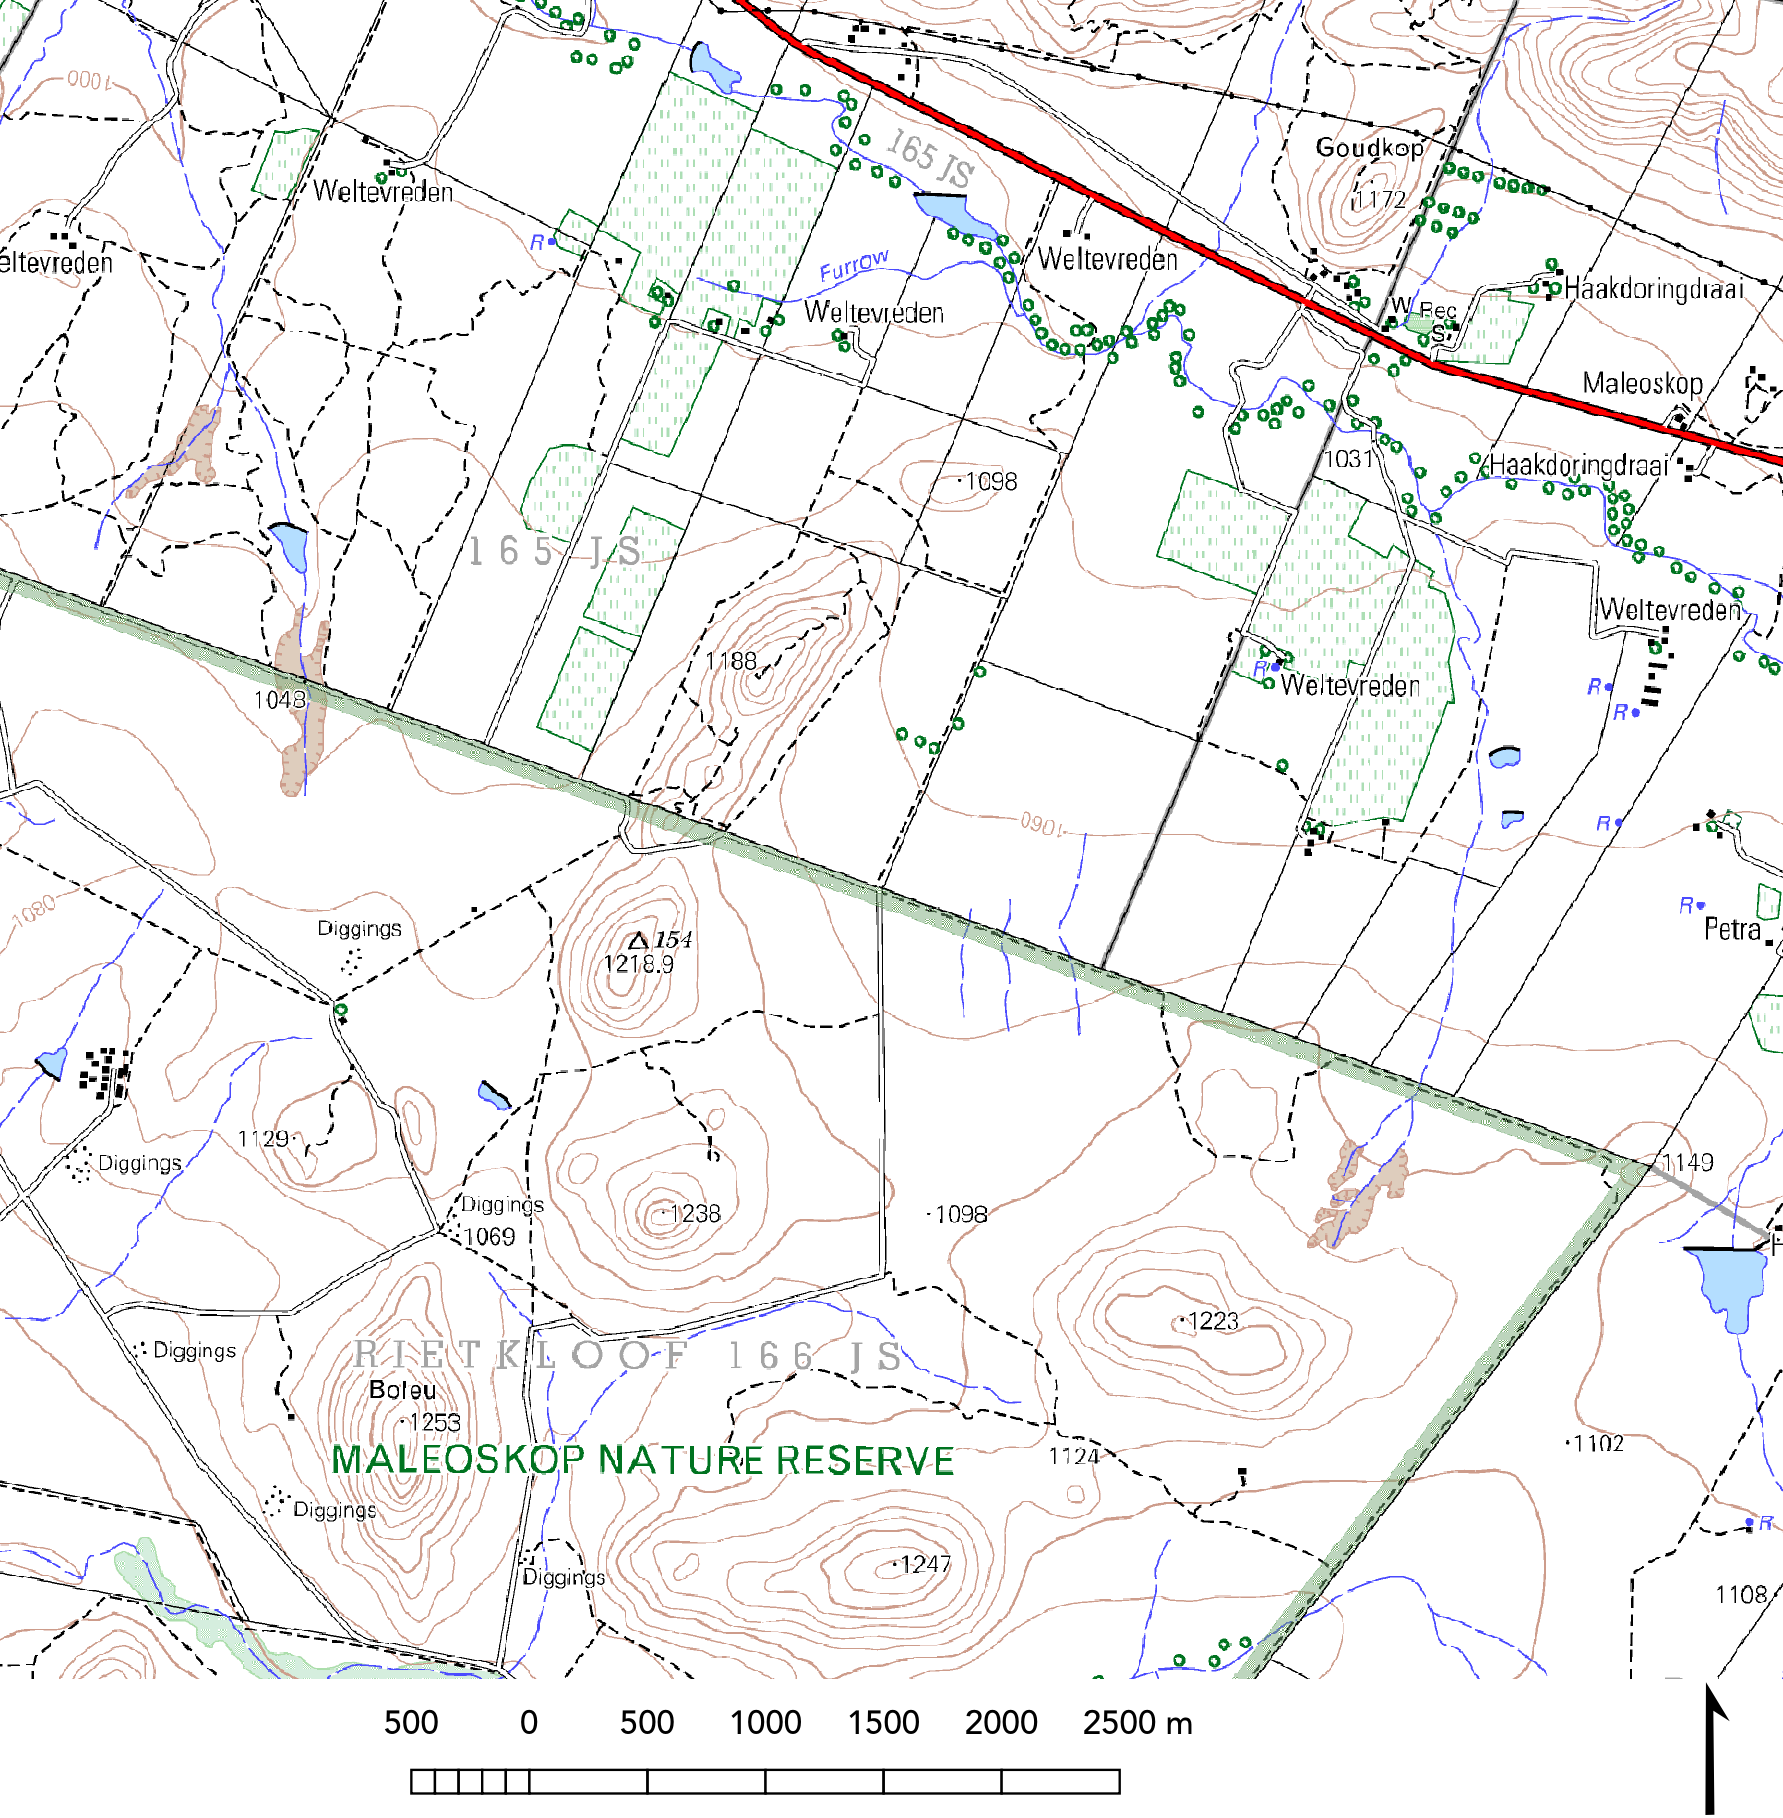 1000
165 JS
Goudkop
1172
Weltevreden
R
eltevreden
Furrow
Weltevreden
Weltevreden
W
Rec
S
Haakdoringdraai
Maleoskop
1098
1031
Haakdoringdraai
165 JS
Weltevreden
1188
1043
R
Weltevreden
R
R
1060
R
1080
Diggings
154
1218.9
R
Petra
1129
Diggings
1149
Diggings
1069
1238
1098
H
1223
Diggings
RIETKLOOF 166 JS
Boleu
1253
MALEOSKOP NATURE RESERVE
1124
1102
Diggings
R
1247
Diggings
1108
500 0 500 1000 1500 2000 2500 m